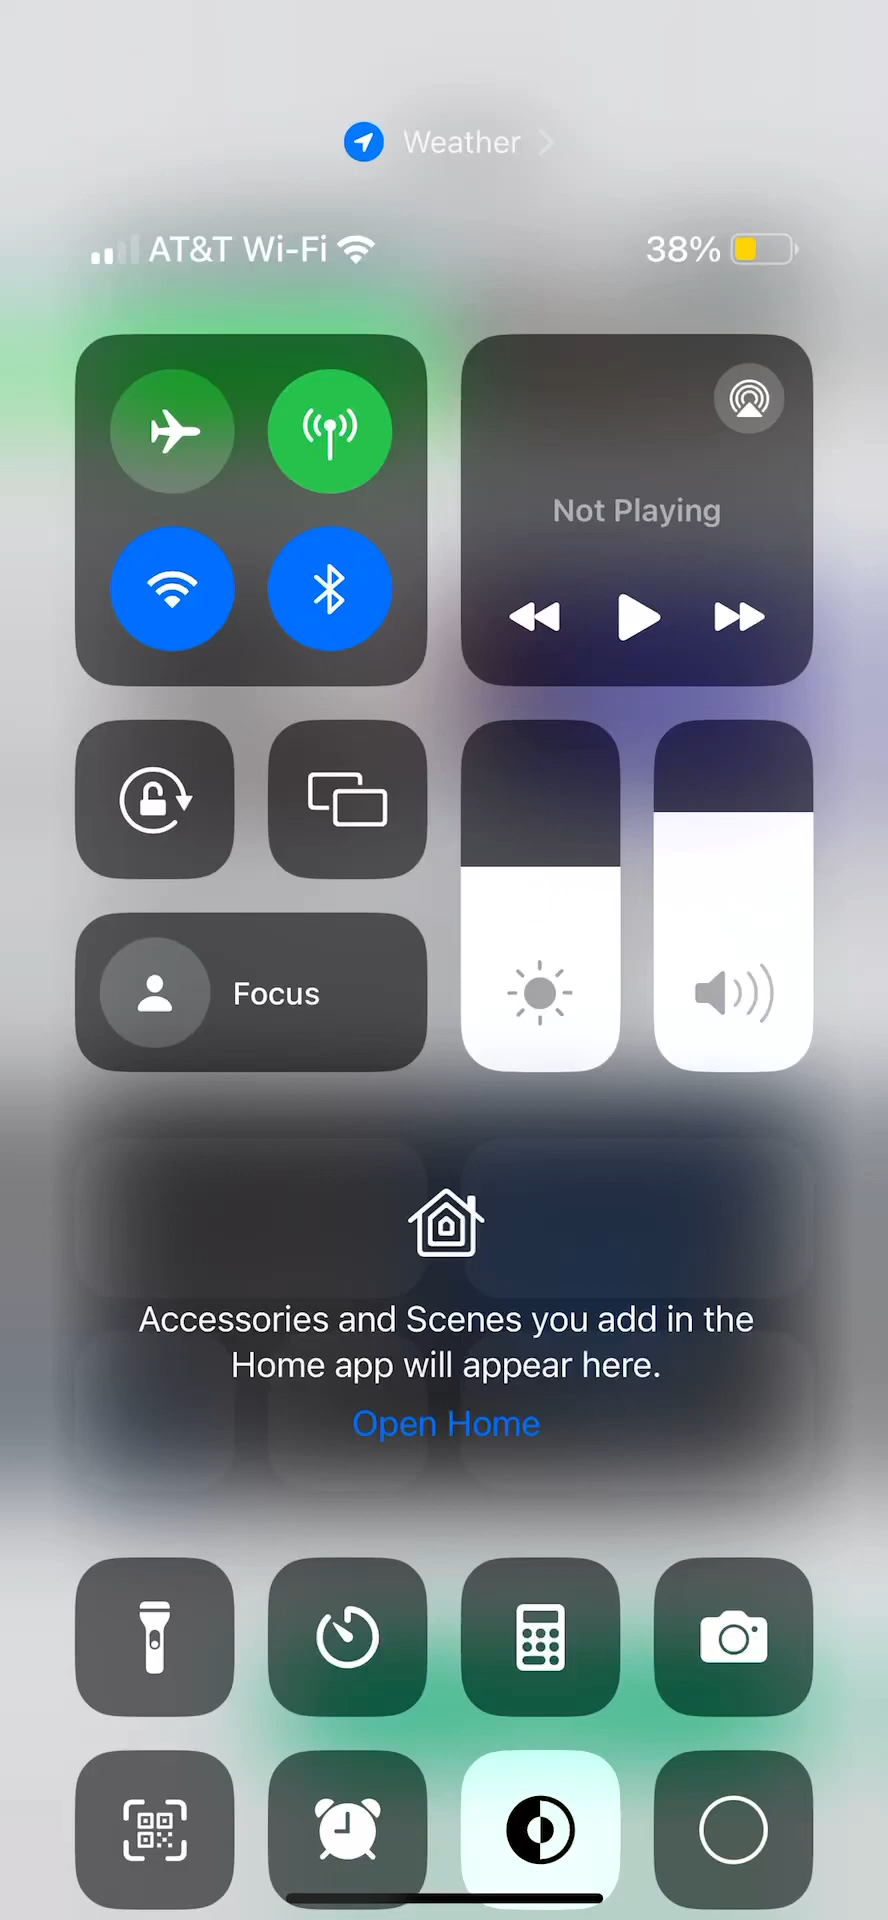 Weather
AT&T Wi-Fi 38%
Not Playing
Focus
Accessories and Scenes you add in the
Home app will appear here.
Open Home